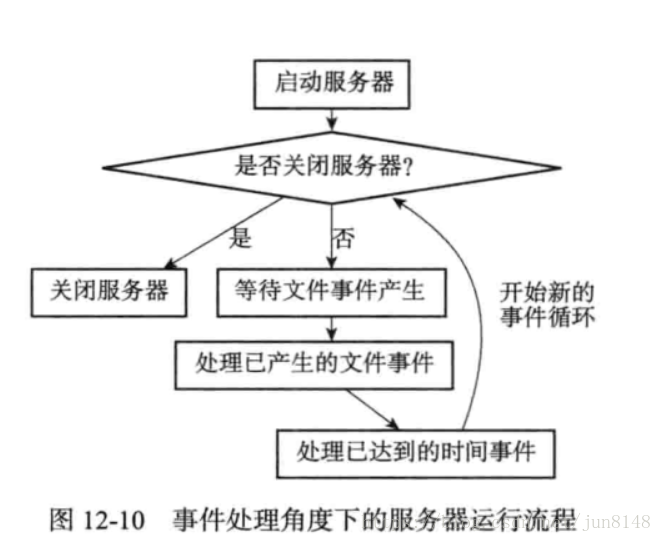 启动服务器
是否关闭服务器?
是
否
关闭服务器
等待文件事件产生
开始新的
事件循环
处理已产生的文件事件
处理已达到的时间事件
图 12-10 事件处理角度下的服务器运行流程
/jun8148